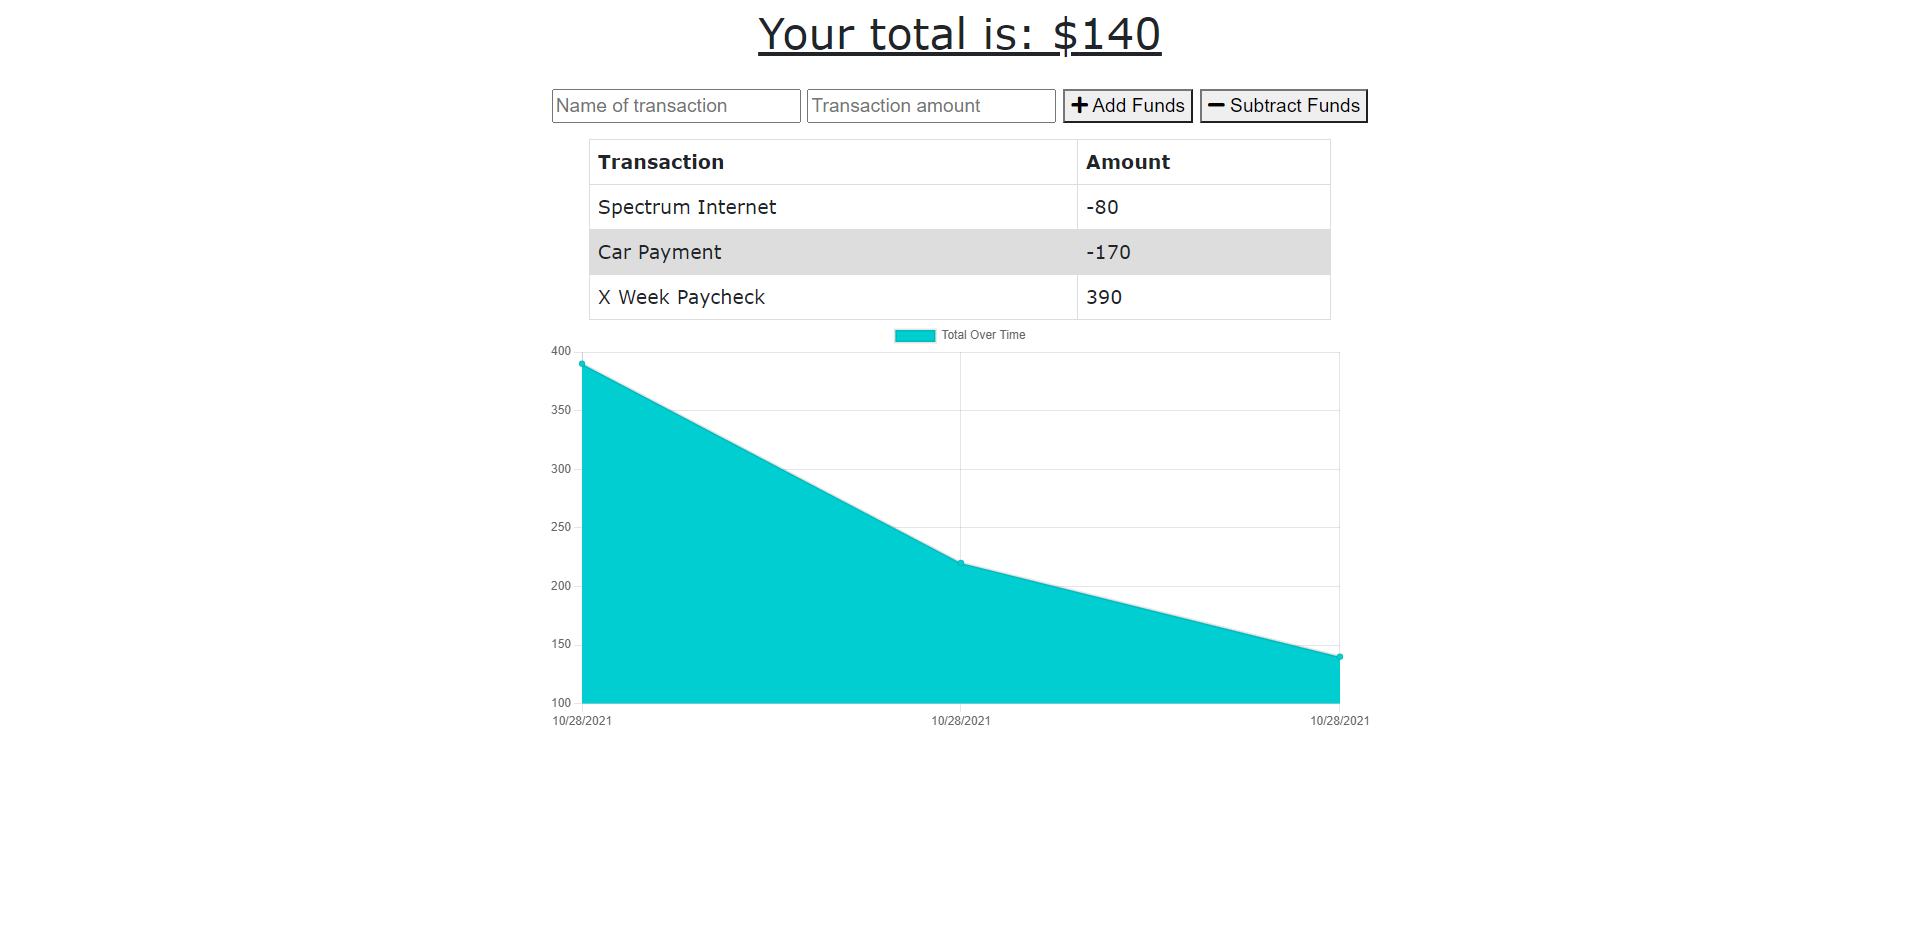 Your total is: $140
Name of transaction Transaction amount Add Funds Subtract Funds
Transaction Amount
Spectrum Internet -80
Car Payment -170
X Week Paycheck 390
Total Over Time
400
350
300
250
200
150
100
10/28/2021 10/28/2021 10/28/2021